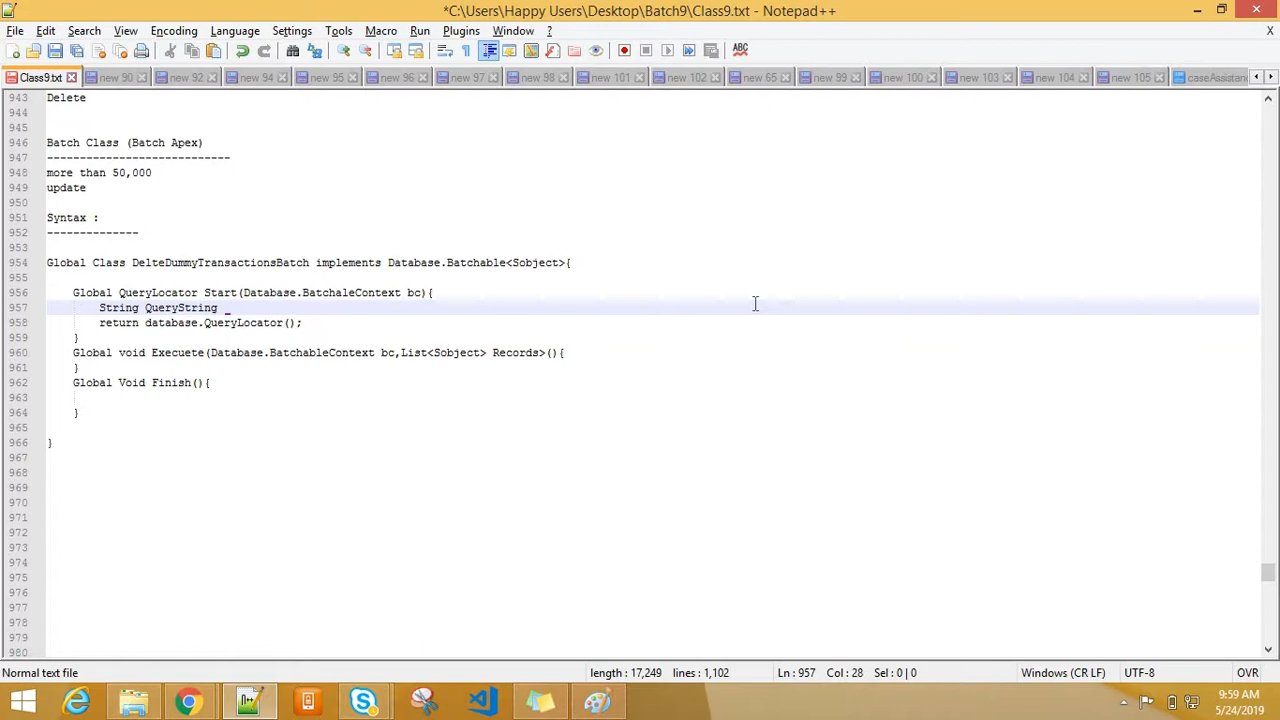 *C:\Users\Happy Users\Desktop\Batch9\Class9.txt - Notepad++
File Edit Search View Encoding Language Settings Tools Macro Run Plugins Window ? X
ABC
Class9.txt new 90 new 92 new 94 new 95 new 96 new 97 new 98 new 101 new 102 new 65 new 99 new 100 new 103 new 104 new 105 caseAssistan
943 Delete
944
945
946 Batch Class (Batch Apex)
947 ----------------------------
948 more than 50,000
949 update
950
951 Syntax :
952 --------------
953
954 Global Class DelteDummyTransactionsBatch implements Database.Batchable<Sobject>{
955
956 Global QueryLocator Start(Database.BatchaleContext bc){
957 String QueryString _
958 return database.QueryLocator();
959 }
960 Global void Execuete(Database.BatchableContext bc,List<Sobject> Records>(){
961 }
962 Global Void Finish(){
963
964 }
965
966 }
967
968
969
970
971
972
973
974
975
976
977
978
979
980
Normal text file length : 17,249 lines : 1,102 Ln : 957 Col : 28 Sel : 0 | 0 Windows (CR LF) UTF-8 OVR
9:59 AM
5/24/2019